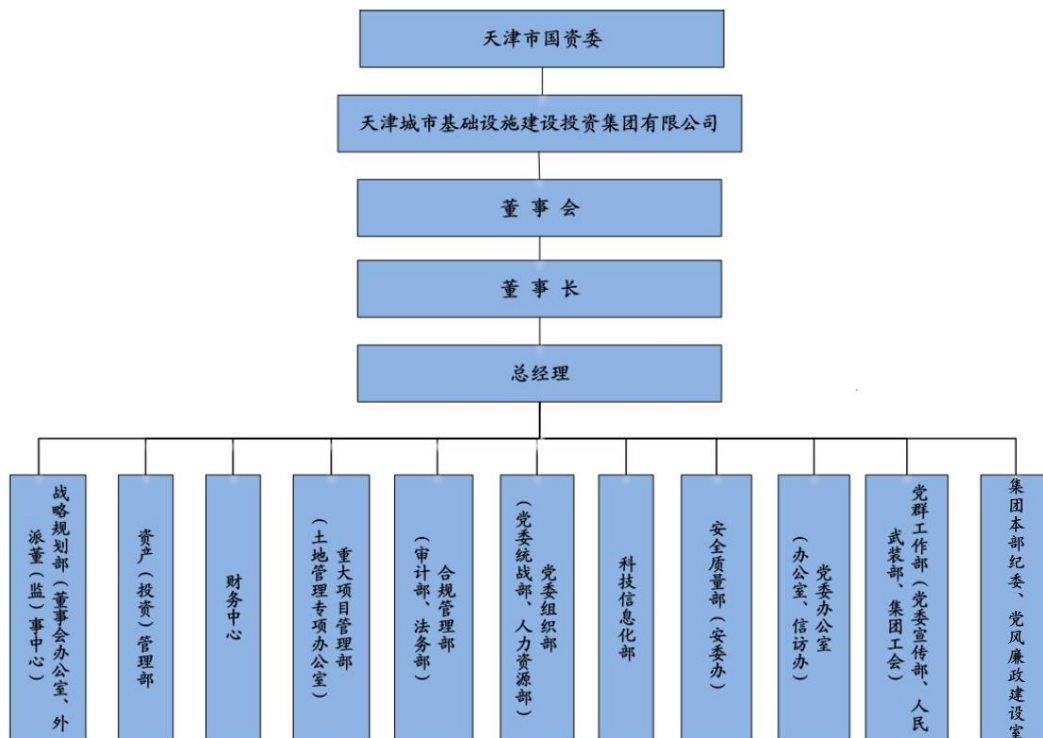 天津市国资委
天津城市基础设施建设投资集团有限公司
董 事 会
董 事 长
总经理
战略规划部（董事会办公室、外
派董（监）事中心）
资产（投资）管理部
财务中心
重大项目管理部
（土地管理专项办公室）
合规管理部
（审计部、法务部）
党委组织部
（党委统战部、人力资源部）
科技信息化部
安全质量部（安委办）
党委办公室
（办公室、信访办）
党群工作部（党委宣传部、人民
武装部、集团工会）
集团本部纪委、党风廉政建设室